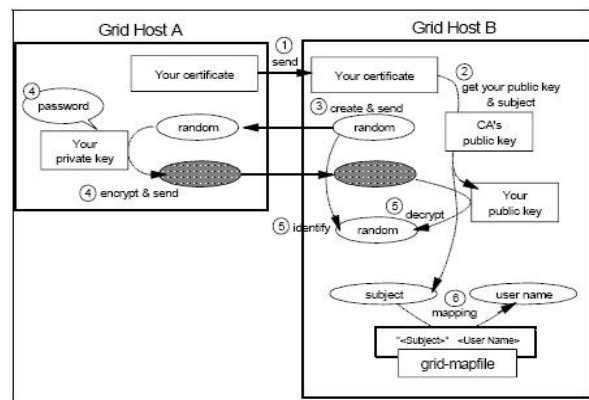 Grid Host A
Grid Host B
① send
Your certificate
Your certificate
② get your public key
& subject
④ password
③ create & send
random
random
CA's
public key
Your
private key
④ encrypt & send
Your
public key
⑤ identify
random
⑤ decrypt
subject
⑥ mapping
user name
"<Subject>" <User Name>
grid-mapfile